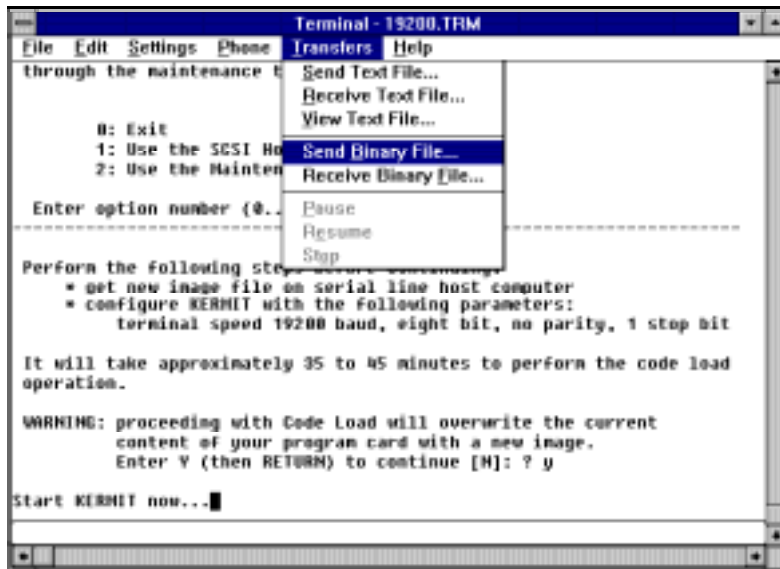 Terminal - 19200.TRM
File Edit Settings Phone Transfers Help
through the maintenance t
0: Exit
1: Use the SCSI Ho
2: Use the Mainten
Enter option number (0..
Send Text File...
Receive Text File...
View Text File...
Send Binary File...
Receive Binary File...
Pause
Resume
Stop
Perform the following steps before continuing:
* get new image file on serial line host computer
* configure KERMIT with the following parameters:
terminal speed 19200 baud, eight bit, no parity, 1 stop bit
It will take approximately 35 to 45 minutes to perform the code load
operation.
WARNING: proceeding with Code Load will overwrite the current
content of your program card with a new image.
Enter Y (then RETURN) to continue [N]: ? y
Start KERMIT now...